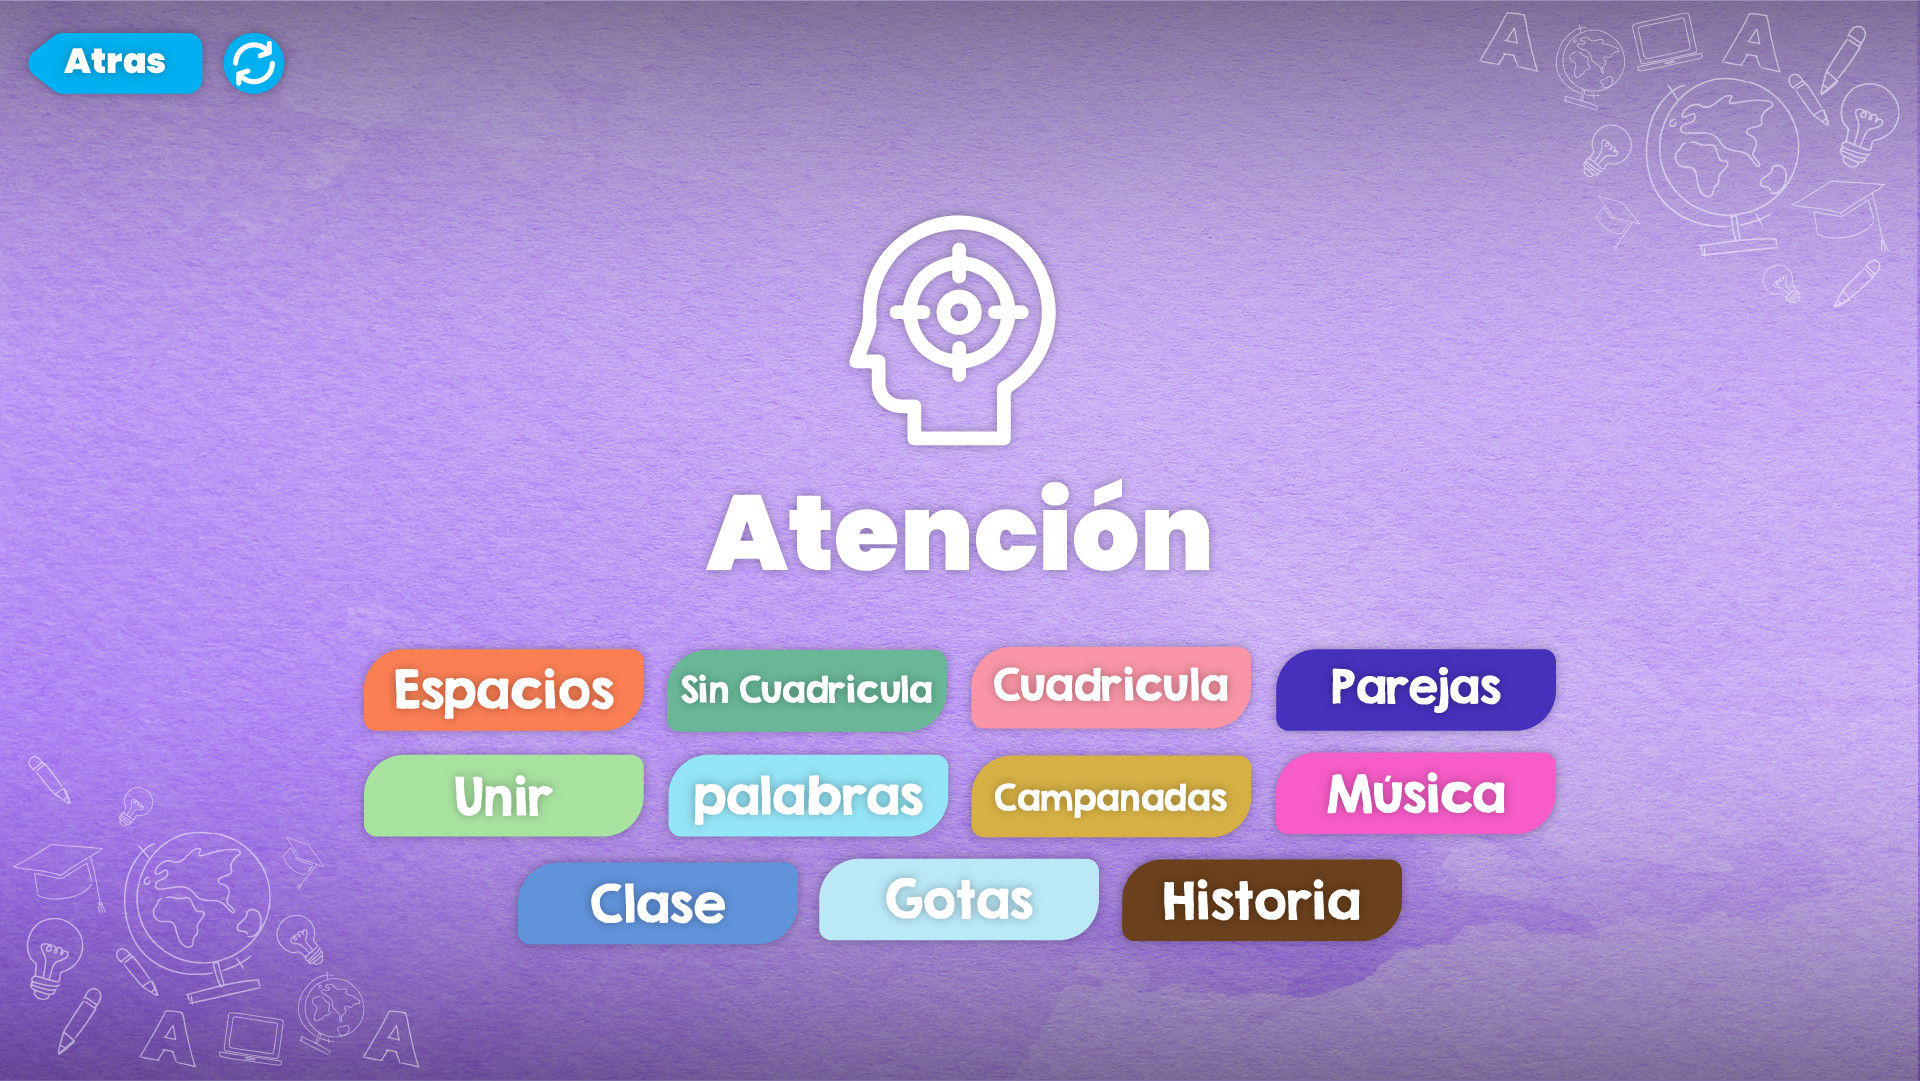 Atras
Atención
Espacios
Sin Cuadricula
Cuadricula
Parejas
Unir
palabras
Campanadas
Música
Clase
Gotas
Historia